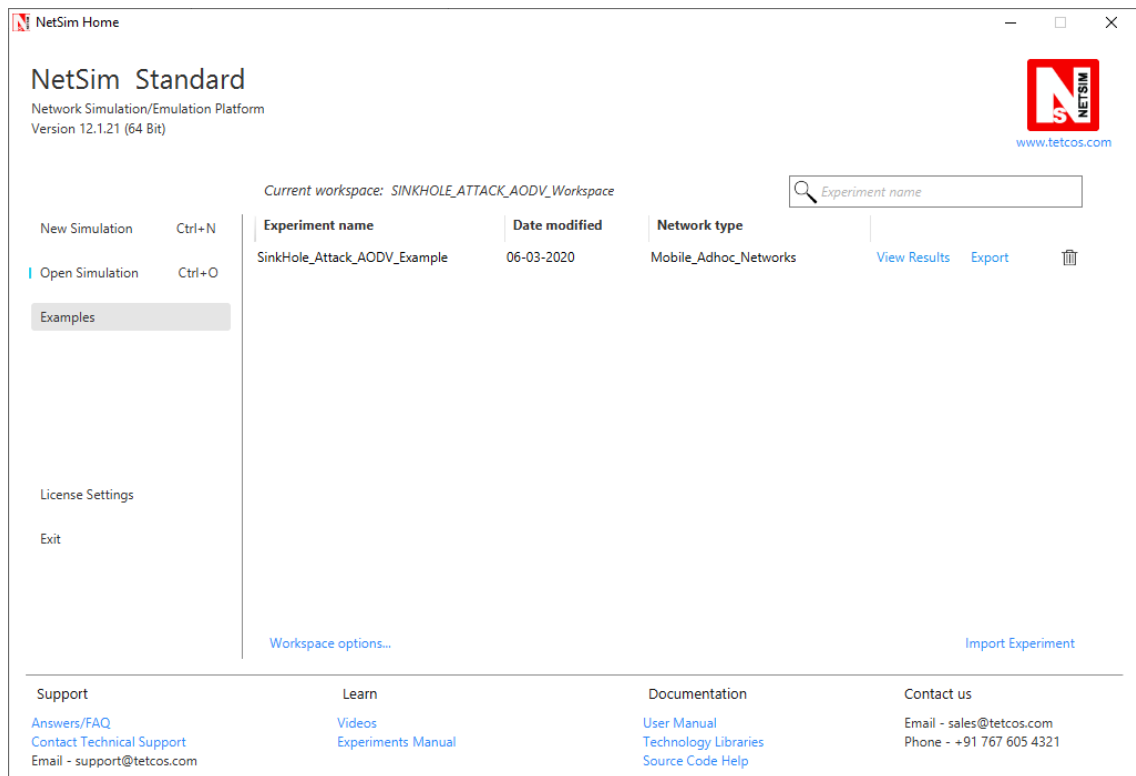 NetSim Home
NetSim Standard
Network Simulation/Emulation Platform
Version 12.1.21 (64 Bit)
NETSIM
N
S
www.tetcos.com
Current workspace: SINKHOLE_ATTACK_AODV_Workspace
Experiment name
New Simulation Ctrl+N
Open Simulation Ctrl+O
Examples
License Settings
Exit
Experiment name Date modified Network type
SinkHole_Attack_AODV_Example 06-03-2020 Mobile_Adhoc_Networks View Results Export
Workspace options...
Import Experiment
Support
Answers/FAQ
Contact Technical Support
Email - support@tetcos.com
Learn
Videos
Experiments Manual
Documentation
User Manual
Technology Libraries
Source Code Help
Contact us
Email - sales@tetcos.com
Phone - +91 767 605 4321